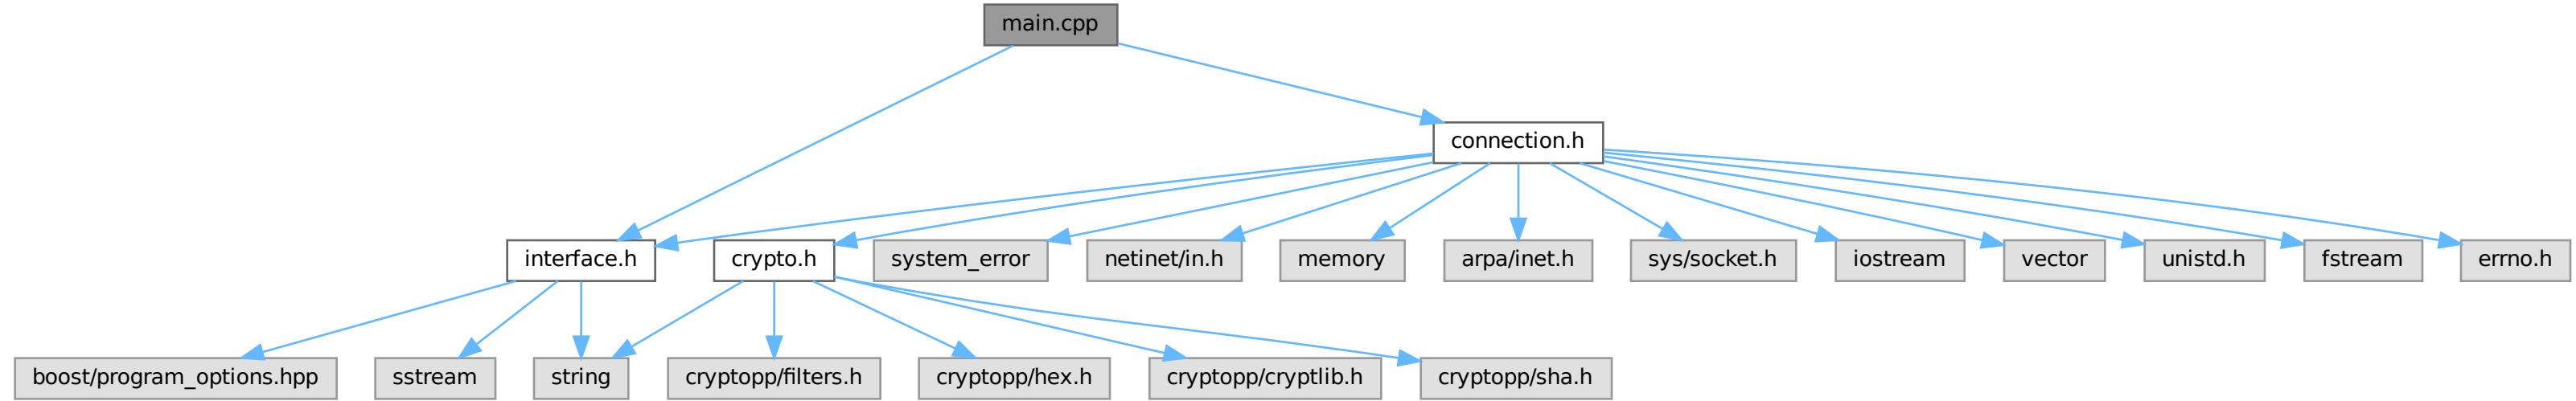 main.cpp
connection.h
interface.h
crypto.h
system_error
netinet/in.h
memory
arpa/inet.h
sys/socket.h
iostream
vector
unistd.h
fstream
errno.h
boost/program_options.hpp
sstream
string
cryptopp/filters.h
cryptopp/hex.h
cryptopp/cryptlib.h
cryptopp/sha.h